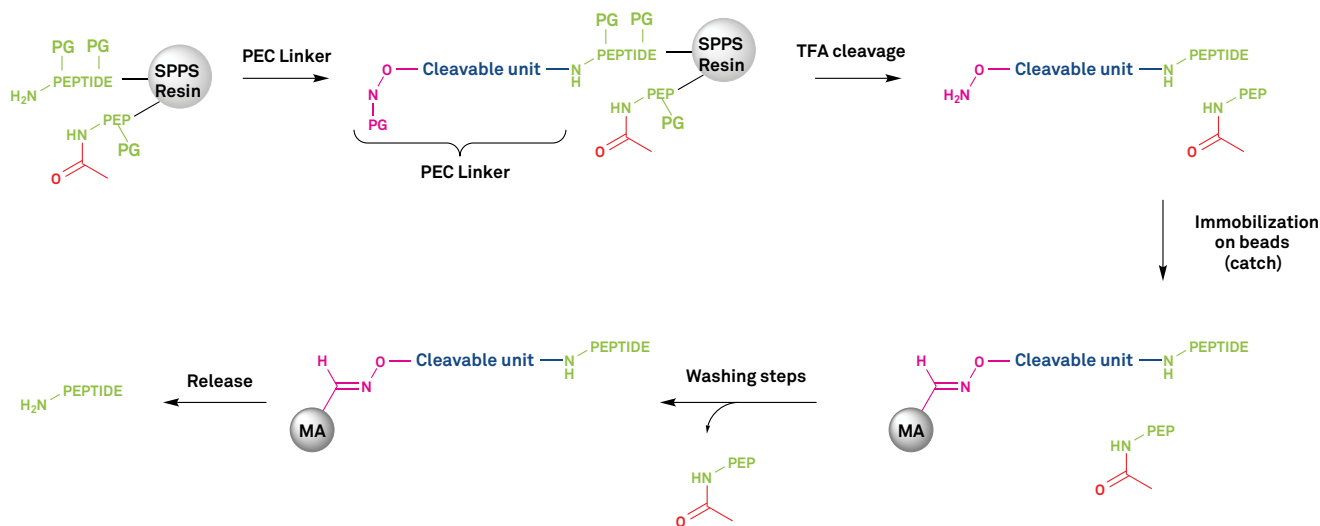 PG
PG
PEPTIDE
H₂N
SPPS
Resin
HN
PEP
PG
O
PEC Linker
O
Cleavable unit
N
H
N
PG
PEC Linker
PG
PG
PEPTIDE
SPPS
Resin
HN
PEP
PG
O
TFA cleavage
O
Cleavable unit
N
H
PEPTIDE
H₂N
HN
PEP
O
Immobilization
on beads
(catch)
H
O
Cleavable unit
N
H
PEPTIDE
N
MA
HN
PEP
O
Washing steps
HN
PEP
O
H
O
Cleavable unit
N
H
PEPTIDE
N
MA
Release
H₂N
PEPTIDE